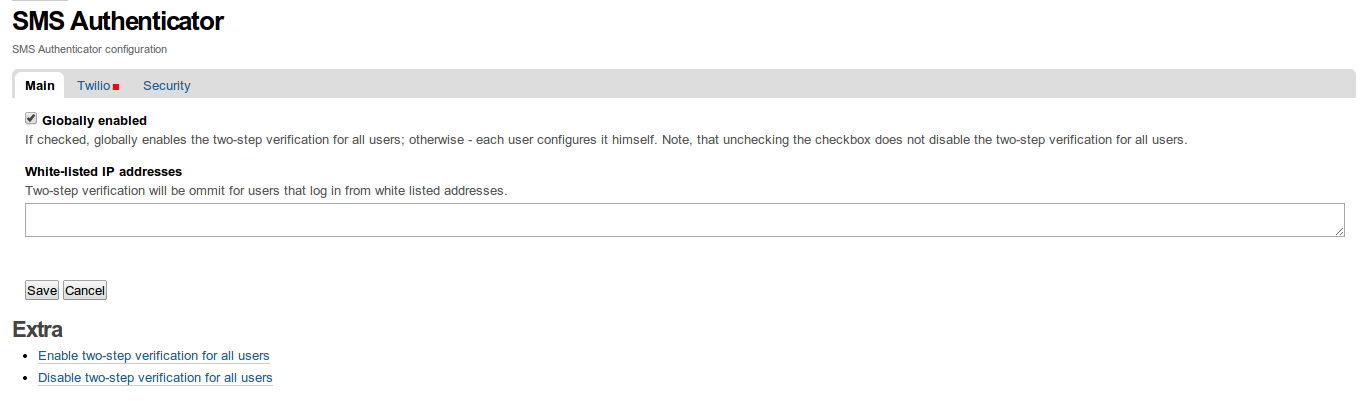 SMS Authenticator
SMS Authenticator configuration
Main Twilio Security
Globally enabled
If checked, globally enables the two-step verification for all users; otherwise - each user configures it himself. Note, that unchecking the checkbox does not disable the two-step verification for all users.
White-listed IP addresses
Two-step verification will be ommit for users that log in from white listed addresses.
Save Cancel
Extra
Enable two-step verification for all users
Disable two-step verification for all users